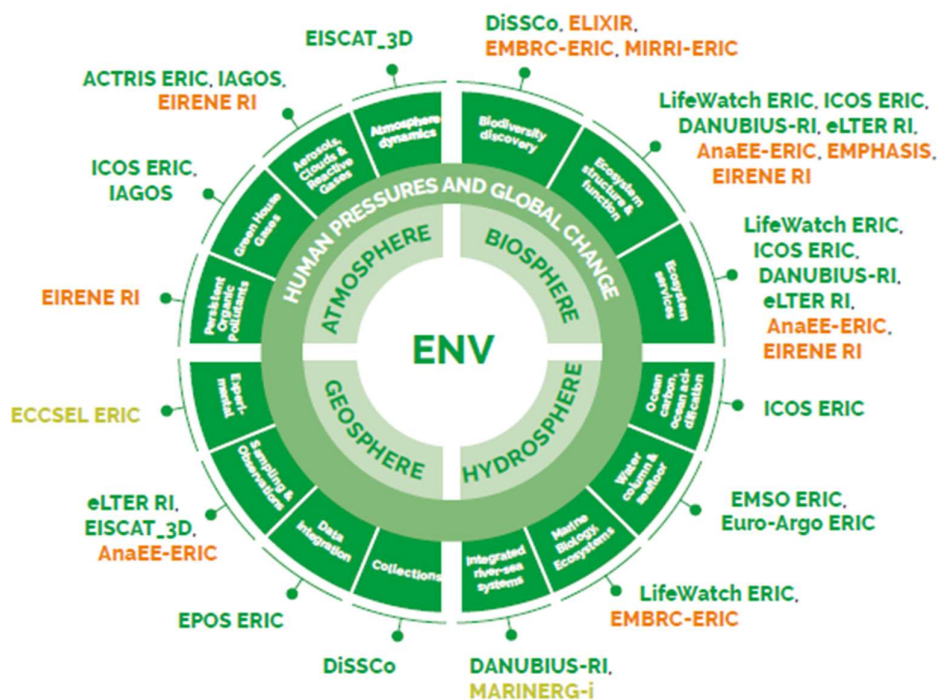 EISCAT_3D
DiSSCo, ELIXIR,
EMBRC-ERIC, MIRRI-ERIC
ACTRIS ERIC, IAGOS,
EIRENE RI
LifeWatch ERIC, ICOS ERIC,
DANUBIUS-RI, eLTER RI,
AnaEE-ERIC, EMPHASIS,
EIRENE RI
ICOS ERIC,
IAGOS
LifeWatch ERIC,
ICOS ERIC,
DANUBIUS-RI,
eLTER RI,
AnaEE-ERIC,
EIRENE RI
EIRENE RI
ECCSEL ERIC
ICOS ERIC
eLTER RI,
EISCAT_3D,
AnaEE-ERIC
EMSO ERIC,
Euro-Argo ERIC
EPOS ERIC
LifeWatch ERIC,
EMBRC-ERIC
DiSSCo
DANUBIUS-RI,
MARINERG-i
Atmosphere
dynamics
Biodiversity
discovery
Aerosols,
Clouds &
Reactive
Gases
Ecosystem
structure &
function
Green House
Gases
Ecosystem
services
Persistent
Organic
Pollutants
Experi-
mental
Ocean
carbon,
ocean aci-
dification
Sampling &
Observations
Water
column &
seafloor
Data
Integration
Marine
Biology,
Ecosystems
Collections
Integrated
river-sea
systems
HUMAN PRESSURES AND GLOBAL CHANGE
ATMOSPHERE
BIOSPHERE
ENV
GEOSPHERE
HYDROSPHERE